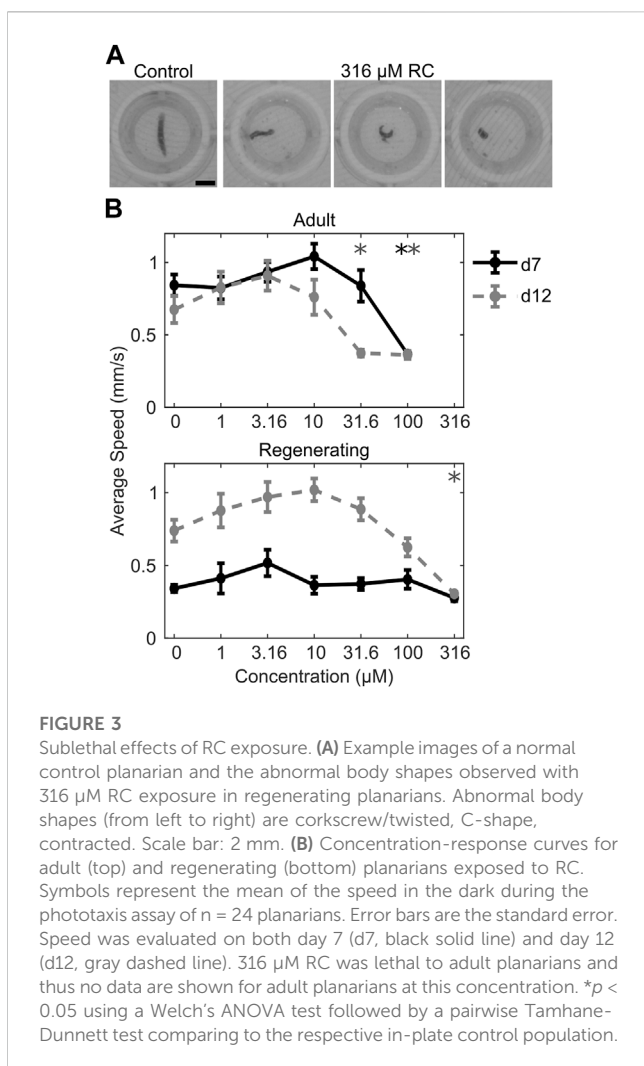 A
Control
316 µM RC
B
Adult
* **
d7
d12
1
0.5
0
0 1 3.16 10 31.6 100 316
Average Speed (mm/s)
Regenerating
*
1
0.5
0
0 1 3.16 10 31.6 100 316
Concentration (µM)
FIGURE 3
Sublethal effects of RC exposure. (A) Example images of a normal
control planarian and the abnormal body shapes observed with
316 µM RC exposure in regenerating planarians. Abnormal body
shapes (from left to right) are corkscrew/twisted, C-shape,
contracted. Scale bar: 2 mm. (B) Concentration-response curves for
adult (top) and regenerating (bottom) planarians exposed to RC.
Symbols represent the mean of the speed in the dark during the
phototaxis assay of n = 24 planarians. Error bars are the standard error.
Speed was evaluated on both day 7 (d7, black solid line) and day 12
(d12, gray dashed line). 316 µM RC was lethal to adult planarians and
thus no data are shown for adult planarians at this concentration. *p <
0.05 using a Welch's ANOVA test followed by a pairwise Tamhane-
Dunnett test comparing to the respective in-plate control population.